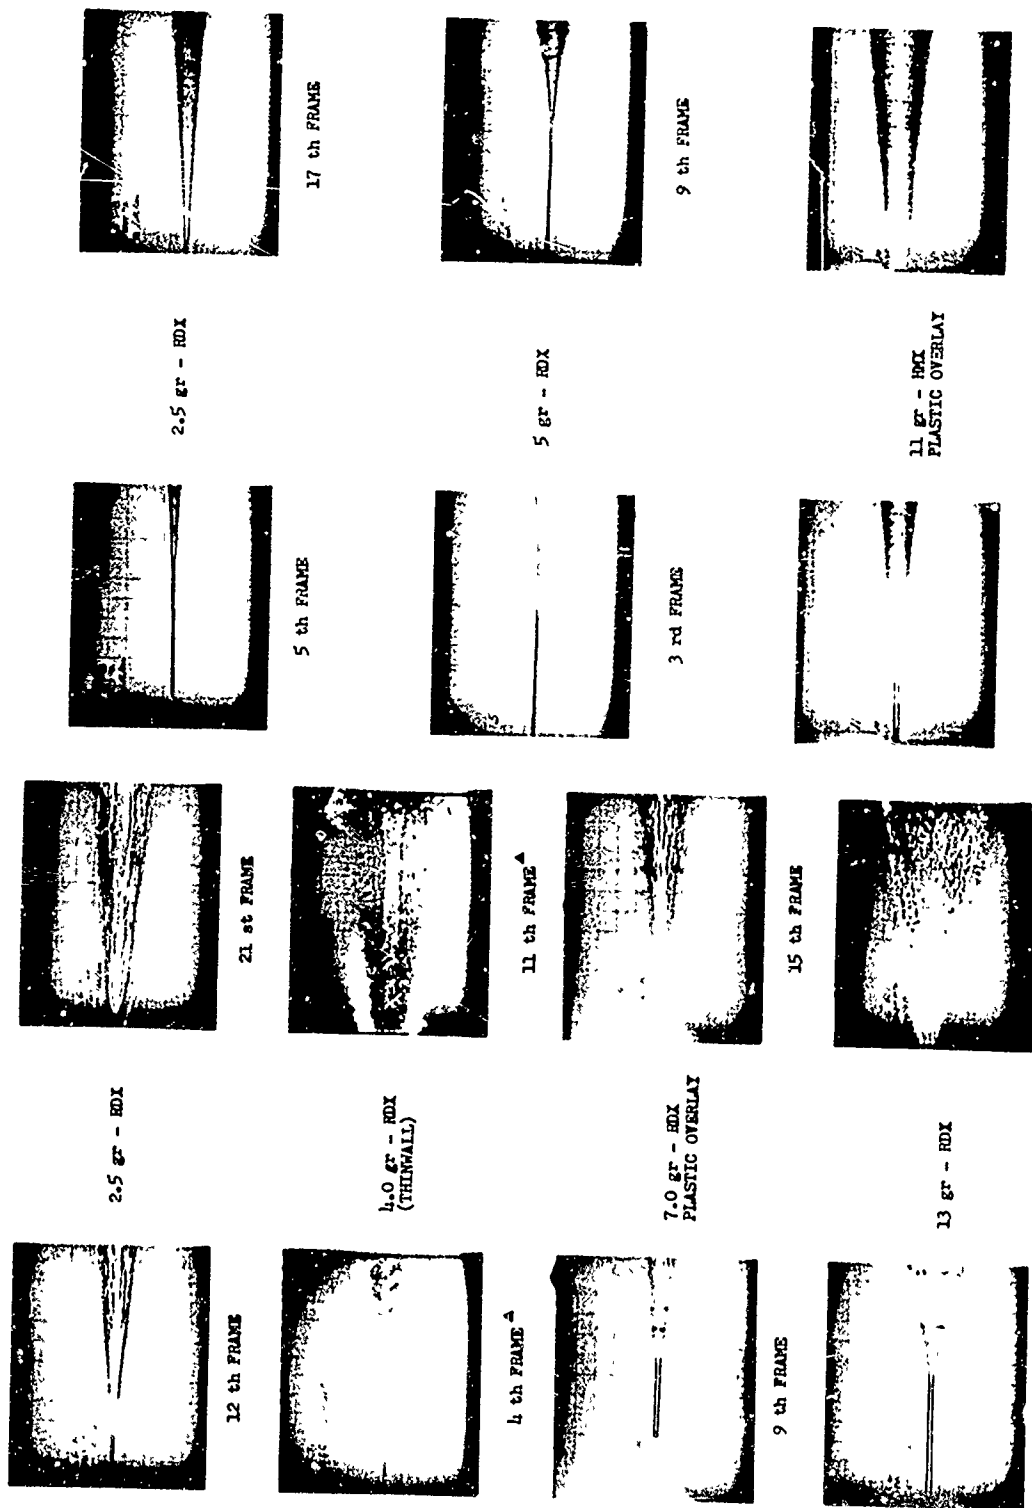 2.5 gr - RDX
2.5 gr - RDX
12 th FRAME
21 st FRAME
5 th FRAME
17 th FRAME
4.0 gr - RDX
(THINWALL)
5 gr - RDX
4 th FRAME▲
11 th FRAME▲
3 rd FRAME
9 th FRAME
7.0 gr - RDX
PLASTIC OVERLAY
9 th FRAME
15 th FRAME
11 gr - HMX
PLASTIC OVERLAY
13 gr - RDX